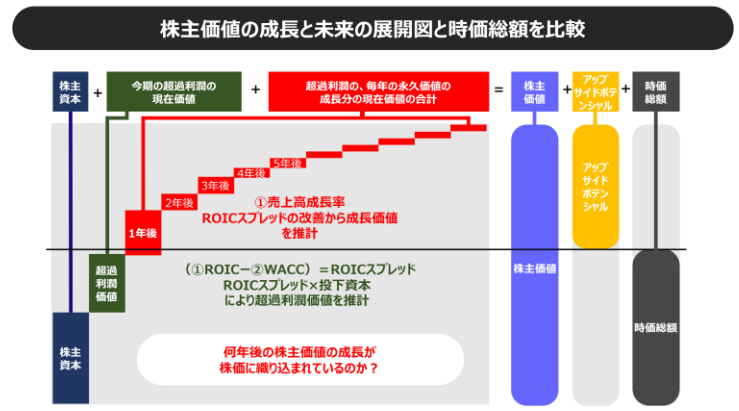 株主価値の成長と未来の展開図と時価総額を比較
株主
資本
+
今期の超過利潤の
現在価値
+
超過利潤の、毎年の永久価値の
成長分の現在価値の合計
=
株主
価値
+
アップ
サイドポテ
ンシャル
+
時価
総額
5年後
4年後
3年後
2年後
1年後
①売上高成長率
ROICスプレッドの改善から成長価値
を推計
アップ
サイド
ポテン
シャル
超過
利潤
価値
(①ROICー②WACC)=ROICスプレッド
ROICスプレッド×投下資本
により超過利潤価値を推計
株主価値
時価総額
株主
資本
何年後の株主価値の成長が
株価に織り込まれているのか？